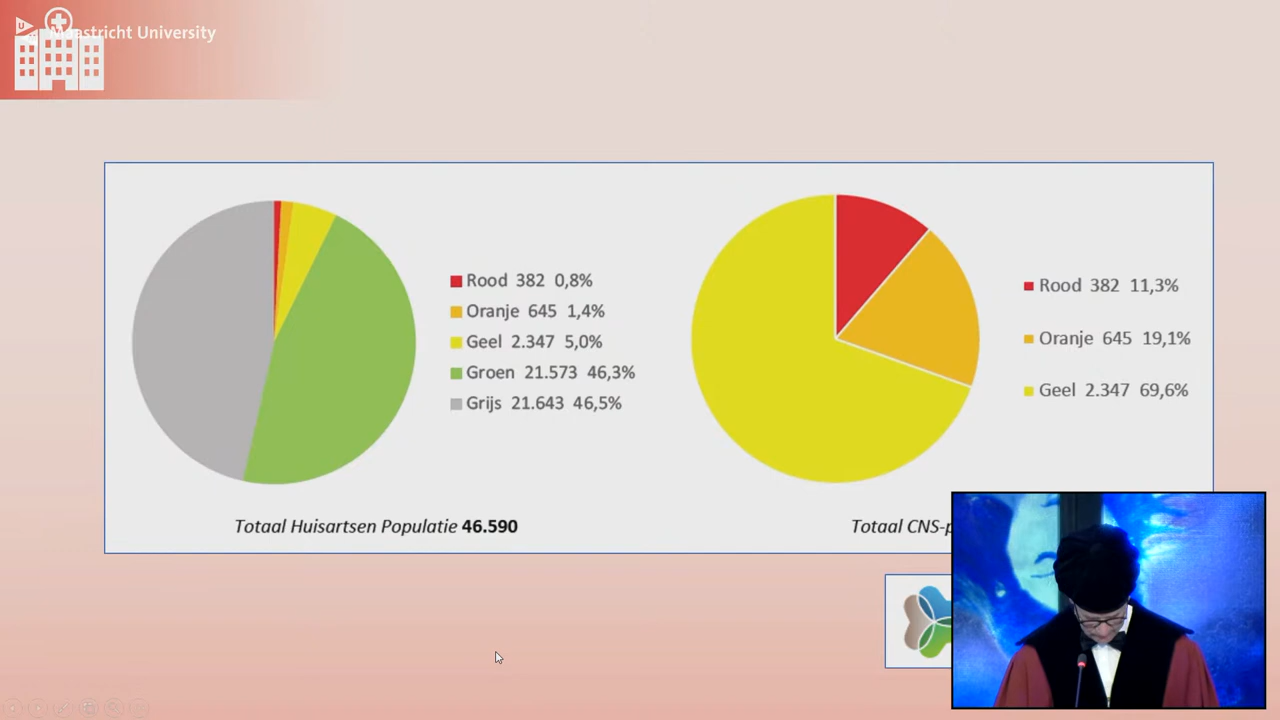 Maastricht University
Rood 382 0,8%
Oranje 645 1,4%
Geel 2.347 5,0%
Groen 21.573 46,3%
Grijs 21.643 46,5%
Totaal Huisartsen Populatie 46.590
Rood 382 11,3%
Oranje 645 19,1%
Geel 2.347 69,6%
Totaal CNS-p